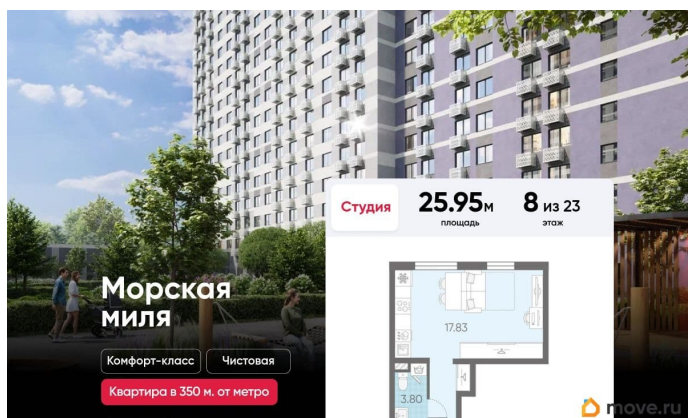 Студия
25.95м
площадь
8 из 23
этаж
17.83
3.80
Морская
миля
Комфорт-класс
Чистовая
Квартира в 350 м. от метро
move.ru